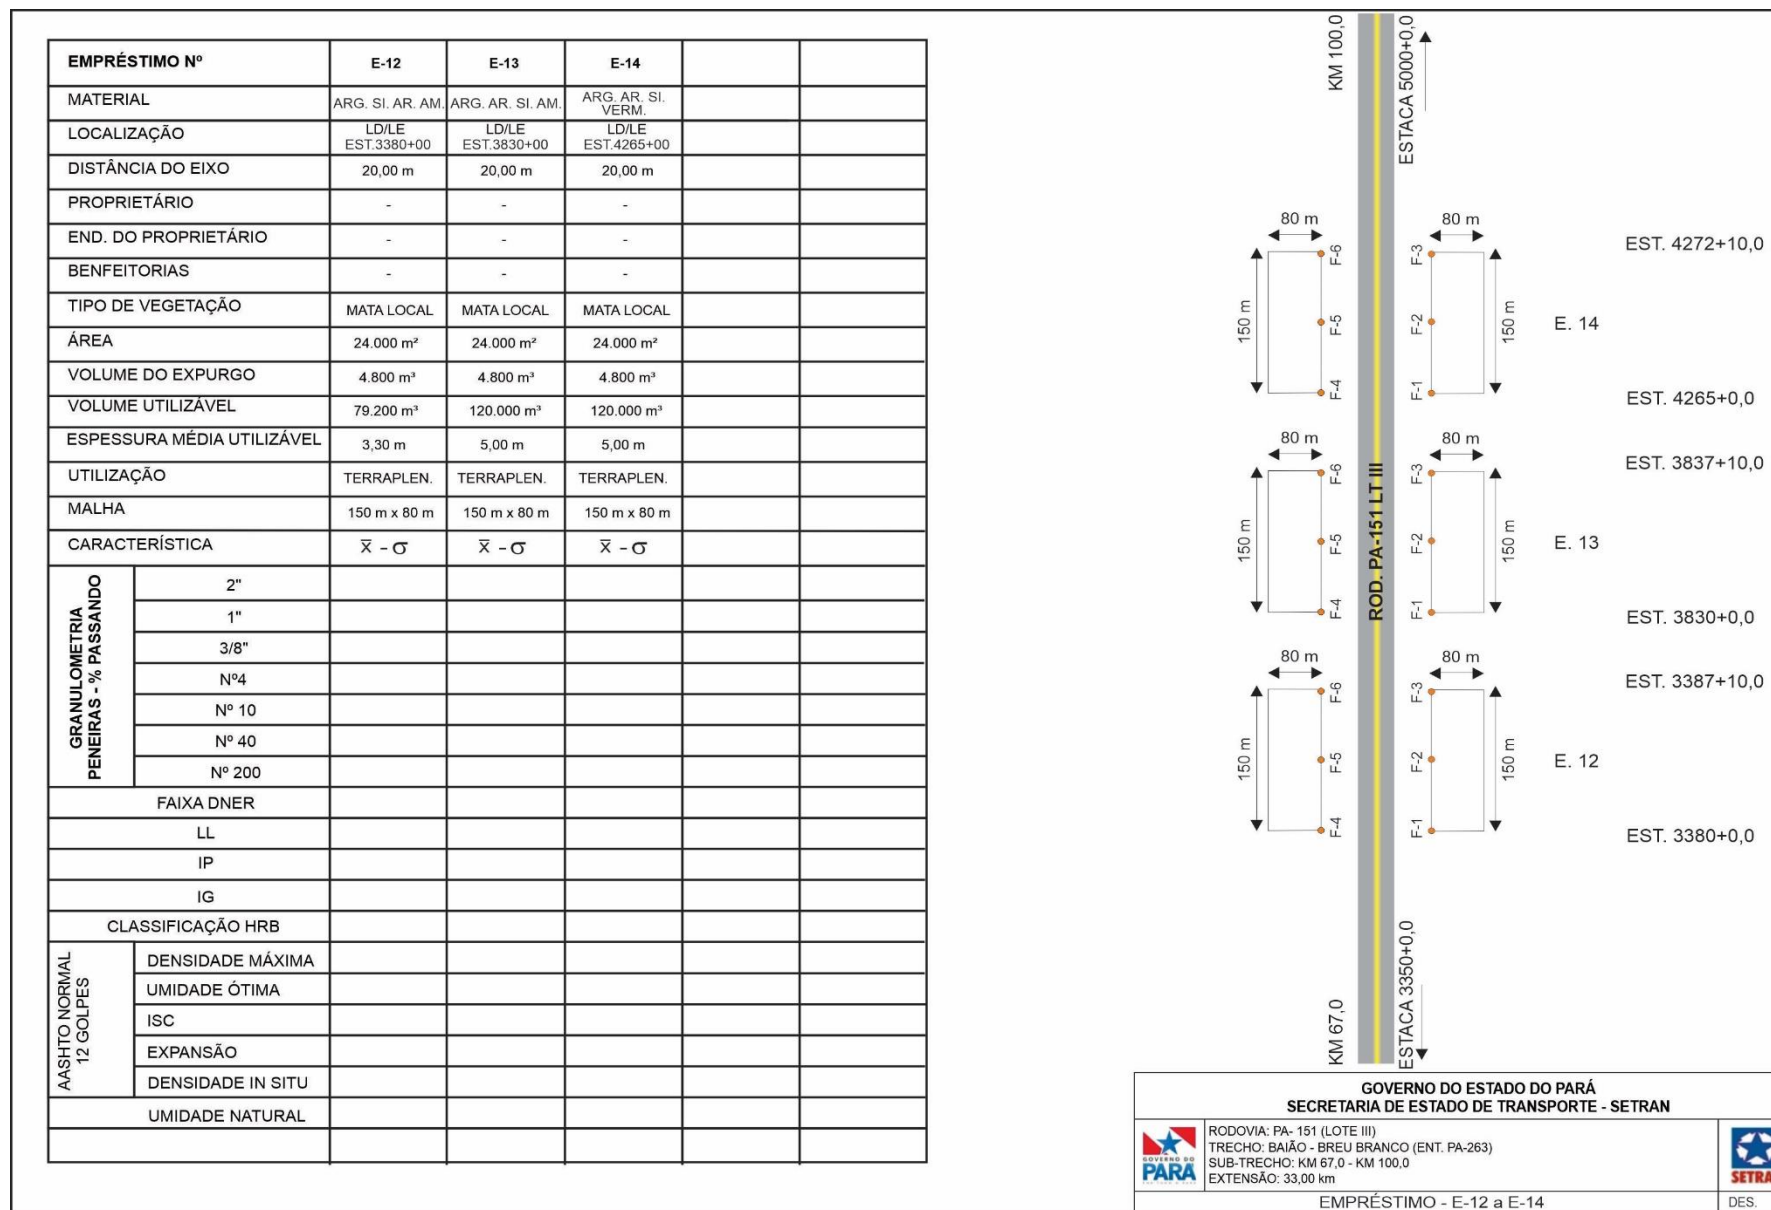 EMPRÉSTIMO Nº E-12 E-13 E-14
MATERIAL ARG. SI. AR. AM. ARG. AR. SI. AM. ARG. AR. SI. VERM.
LOCALIZAÇÃO LD/LE EST.3380+00 LD/LE EST.3830+00 LD/LE EST.4265+00
DISTÂNCIA DO EIXO 20,00 m 20,00 m 20,00 m
PROPRIETÁRIO - - -
END. DO PROPRIETÁRIO - - -
BENFEITORIAS - - -
TIPO DE VEGETAÇÃO MATA LOCAL MATA LOCAL MATA LOCAL
ÁREA 24.000 m² 24.000 m² 24.000 m²
VOLUME DO EXPURGO 4.800 m³ 4.800 m³ 4.800 m³
VOLUME UTILIZÁVEL 79.200 m³ 120.000 m³ 120.000 m³
ESPESSURA MÉDIA UTILIZÁVEL 3,30 m 5,00 m 5,00 m
UTILIZAÇÃO TERRAPLEN. TERRAPLEN. TERRAPLEN.
MALHA 150 m x 80 m 150 m x 80 m 150 m x 80 m
CARACTERÍSTICA x̅ - σ x̅ - σ x̅ - σ
GRANULOMETRIA
PENEIRAS - % PASSANDO
2"
1"
3/8"
Nº4
Nº 10
Nº 40
Nº 200
FAIXA DNER
LL
IP
IG
CLASSIFICAÇÃO HRB
AASHTO NORMAL
12 GOLPES
DENSIDADE MÁXIMA
UMIDADE ÓTIMA
ISC
EXPANSÃO
DENSIDADE IN SITU
UMIDADE NATURAL
KM 100,0
ESTACA 5000+0,0
80 m 80 m
EST. 4272+10,0
F-6 F-3
150 m F-5 F-2 150 m E. 14
F-4 F-1
EST. 4265+0,0
80 m 80 m
EST. 3837+10,0
F-6 F-3
ROD. PA-151 LT III
150 m F-5 F-2 150 m E. 13
F-4 F-1
EST. 3830+0,0
80 m 80 m
EST. 3387+10,0
F-6 F-3
150 m F-5 F-2 150 m E. 12
F-4 F-1
EST. 3380+0,0
KM 67,0
ESTACA 3350+0,0
GOVERNO DO ESTADO DO PARÁ
SECRETARIA DE ESTADO DE TRANSPORTE - SETRAN
GOVERNO DO
PARÁ
RODOVIA: PA- 151 (LOTE III)
TRECHO: BAIÃO - BREU BRANCO (ENT. PA-263)
SUB-TRECHO: KM 67,0 - KM 100,0
EXTENSÃO: 33,00 km
SETRA
EMPRÉSTIMO - E-12 a E-14
DES.